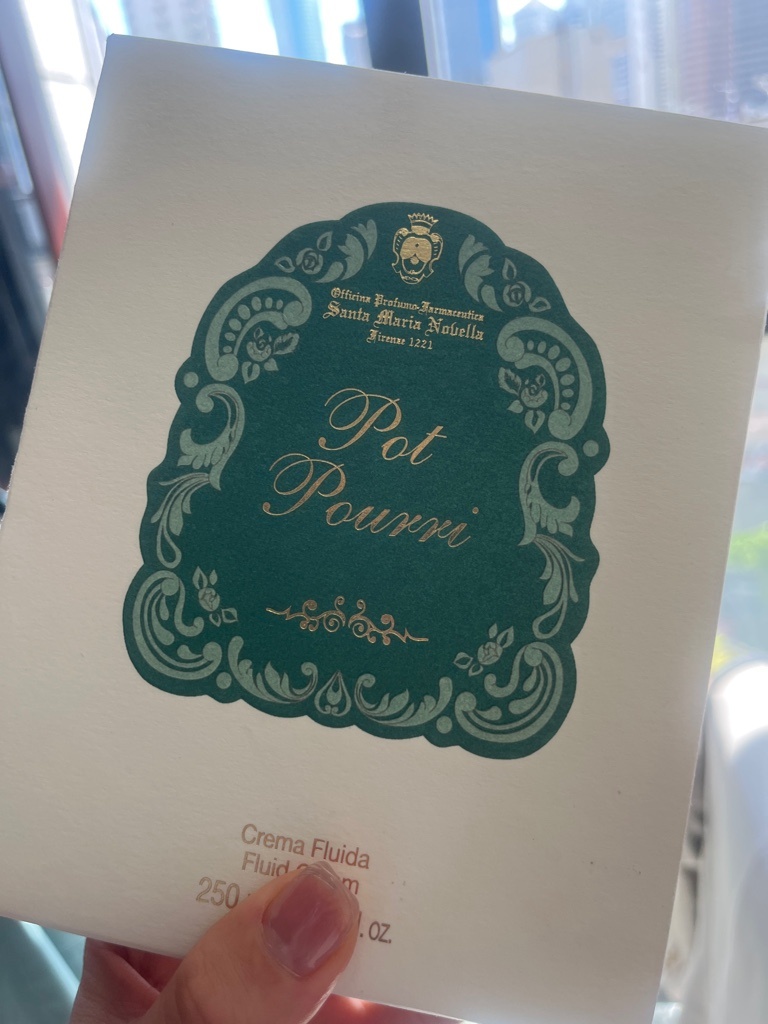 Officina Profumo-Farmaceutica
Santa Maria Novella
Firenze 1221
Pot
Pourri
Crema Fluida
Fluid
250
oz.